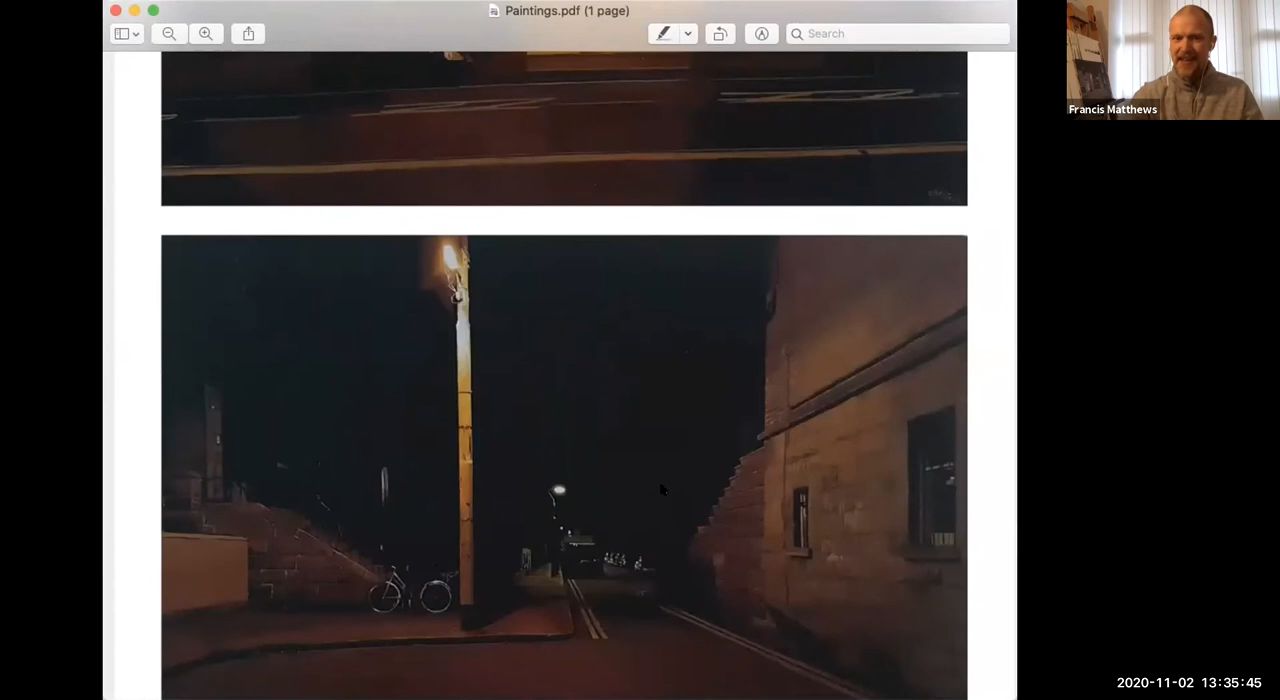 Paintings.pdf (1 page)
Search
Francis Matthews
2020-11-02 13:35:45